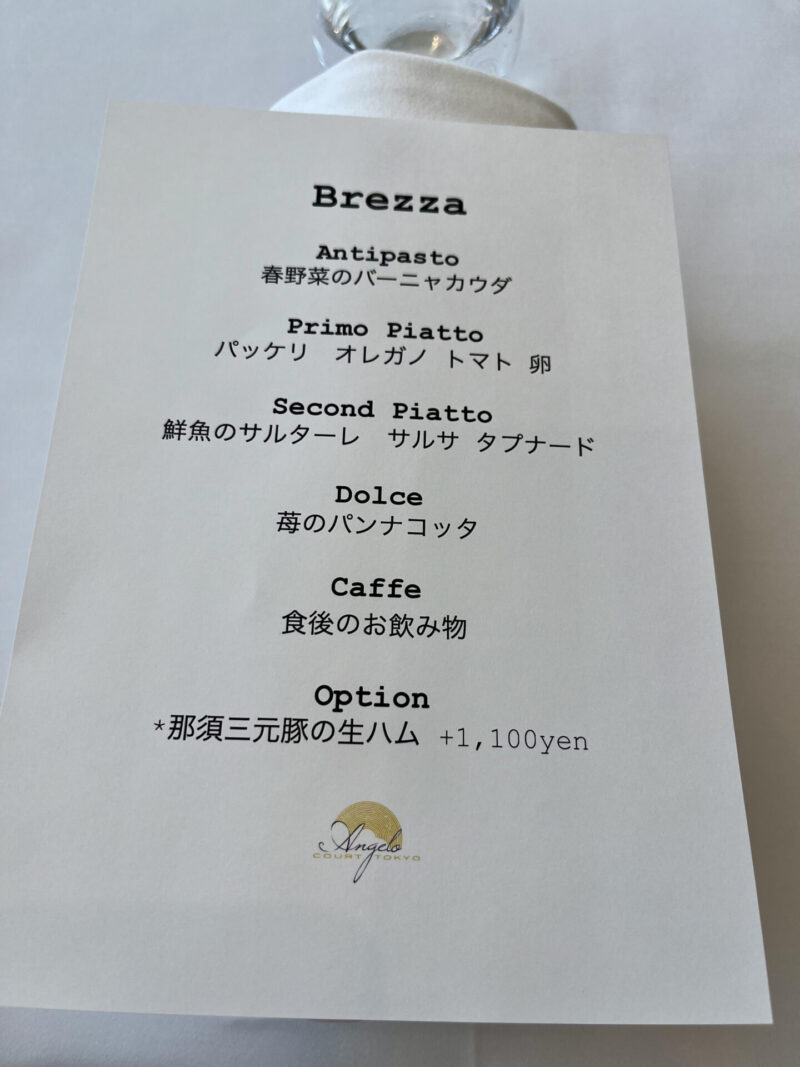 Brezza
Antipasto
春野菜のバーニャカウダ
Primo Piatto
パッケリ　オレガノ トマト 卵
Second Piatto
鮮魚のサルターレ　サルサ タプナード
Dolce
苺のパンナコッタ
Caffe
食後のお飲み物
Option
*那須三元豚の生ハム +1,100yen
Angelo
COURT TOKYO